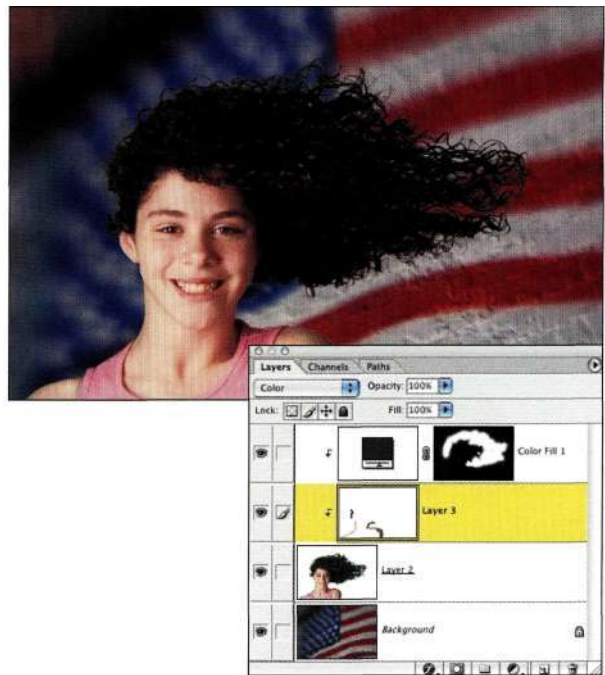 Layers Channels Paths
Color Opacity: 100%
Lock: Fill: 100%
Color Fill 1
Layer 3
Layer 2
Background